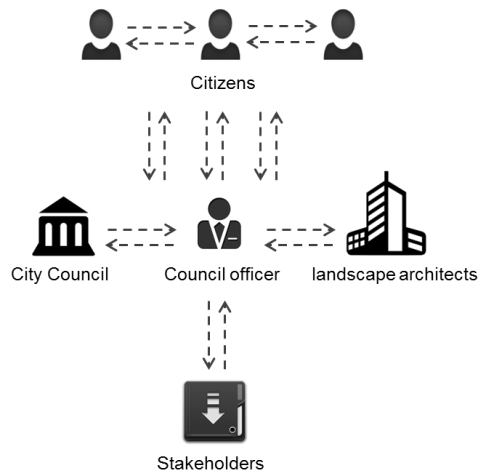 Citizens
City Council
Council officer
landscape architects
Stakeholders